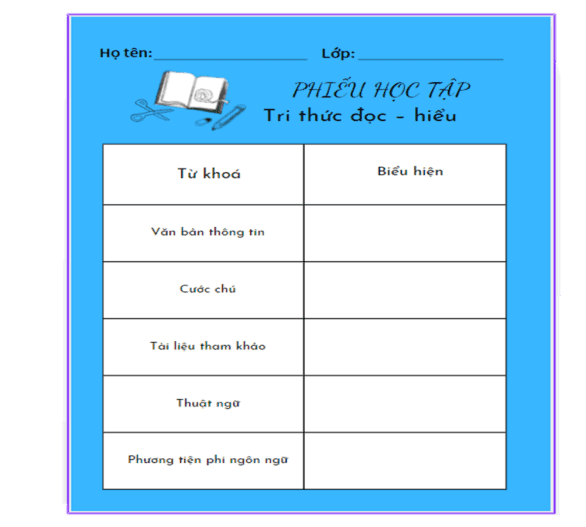 Họ tên:____________________ Lớp:____________________
PHIẾU HỌC TẬP
Tri thức đọc – hiểu
Từ khoá Biểu hiện
Văn bản thông tin
Cước chú
Tài liệu tham khảo
Thuật ngữ
Phương tiện phi ngôn ngữ